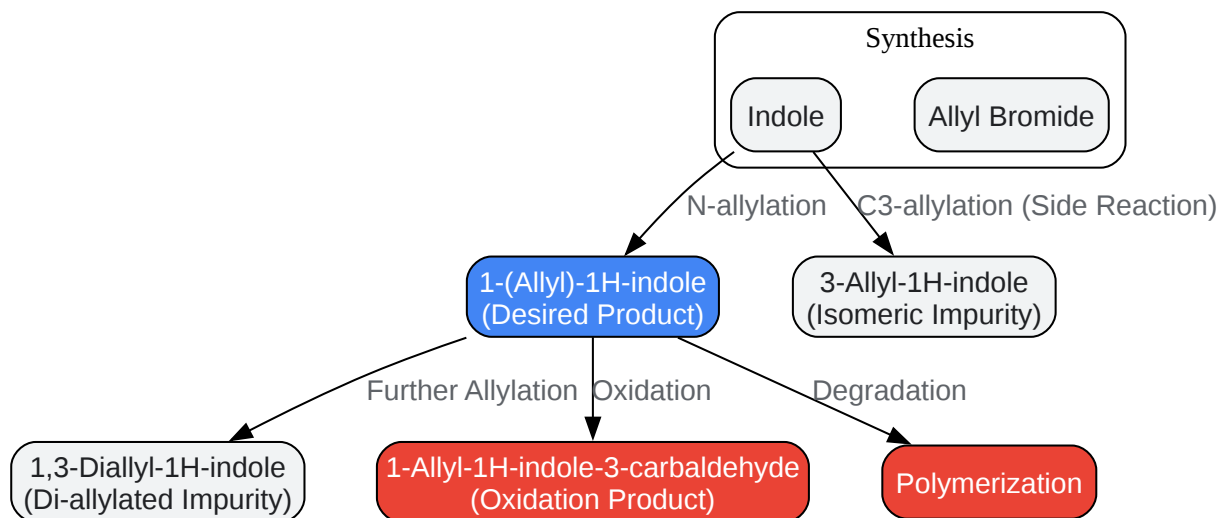 Synthesis
Indole
Allyl Bromide
N-allylation
C3-allylation (Side Reaction)
1-(Allyl)-1H-indole
(Desired Product)
3-Allyl-1H-indole
(Isomeric Impurity)
Further Allylation
Oxidation
Degradation
1,3-Diallyl-1H-indole
(Di-allylated Impurity)
1-Allyl-1H-indole-3-carbaldehyde
(Oxidation Product)
Polymerization